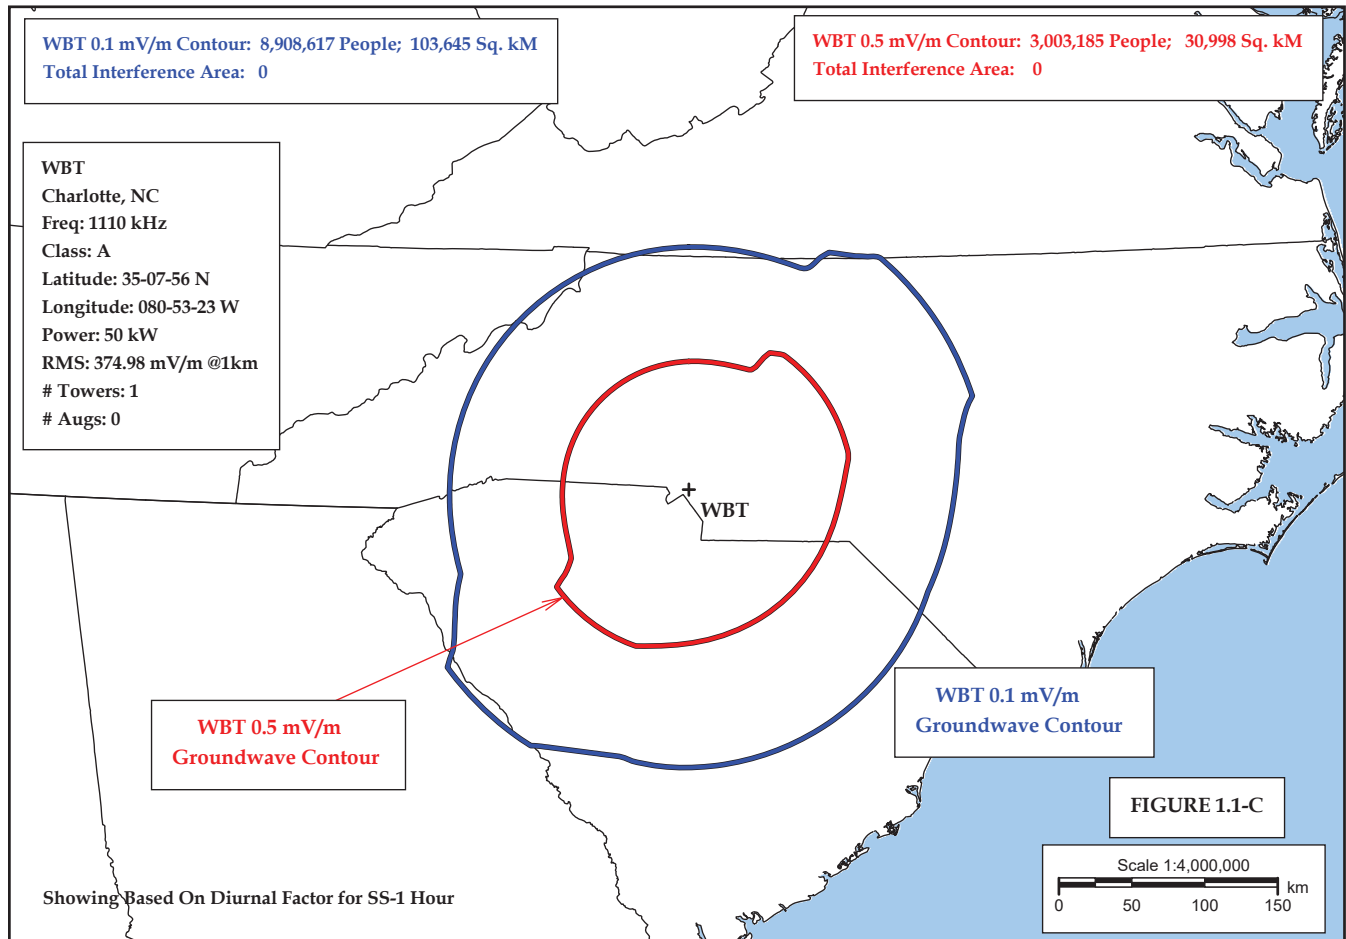 WBT 0.1 mV/m Contour: 8,908,617 People; 103,645 Sq. kM
Total Interference Area: 0
WBT 0.5 mV/m Contour: 3,003,185 People; 30,998 Sq. kM
Total Interference Area: 0
WBT
Charlotte, NC
Freq: 1110 kHz
Class: A
Latitude: 35-07-56 N
Longitude: 080-53-23 W
Power: 50 kW
RMS: 374.98 mV/m @1km
# Towers: 1
# Augs: 0
WBT
WBT 0.5 mV/m
Groundwave Contour
WBT 0.1 mV/m
Groundwave Contour
FIGURE 1.1-C
Scale 1:4,000,000
km
0 50 100 150
Showing Based On Diurnal Factor for SS-1 Hour